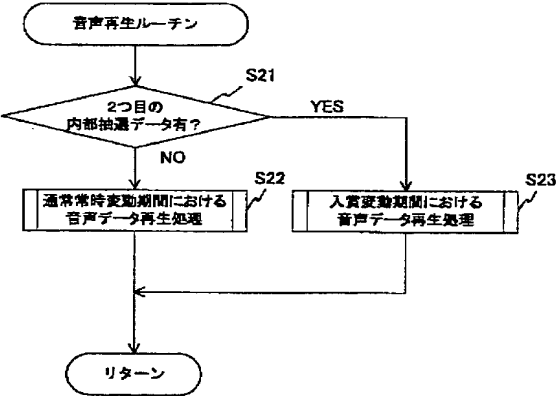 音声再生ルーチン
S21
2つ目の
内部抽選データ有?
YES
NO
S22
通常常時変動期間における
音声データ再生処理
S23
入賞変動期間における
音声データ再生処理
リターン